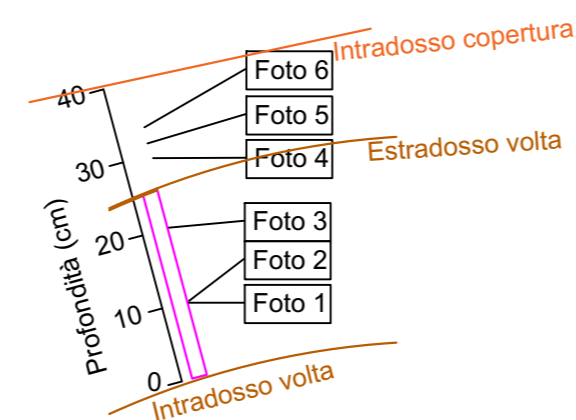 Intradosso copertura
Foto 6
40
Foto 5
Estradosso volta
Foto 4
30
Foto 3
20
Foto 2
Profondità (cm)
Foto 1
10
0
Intradosso volta